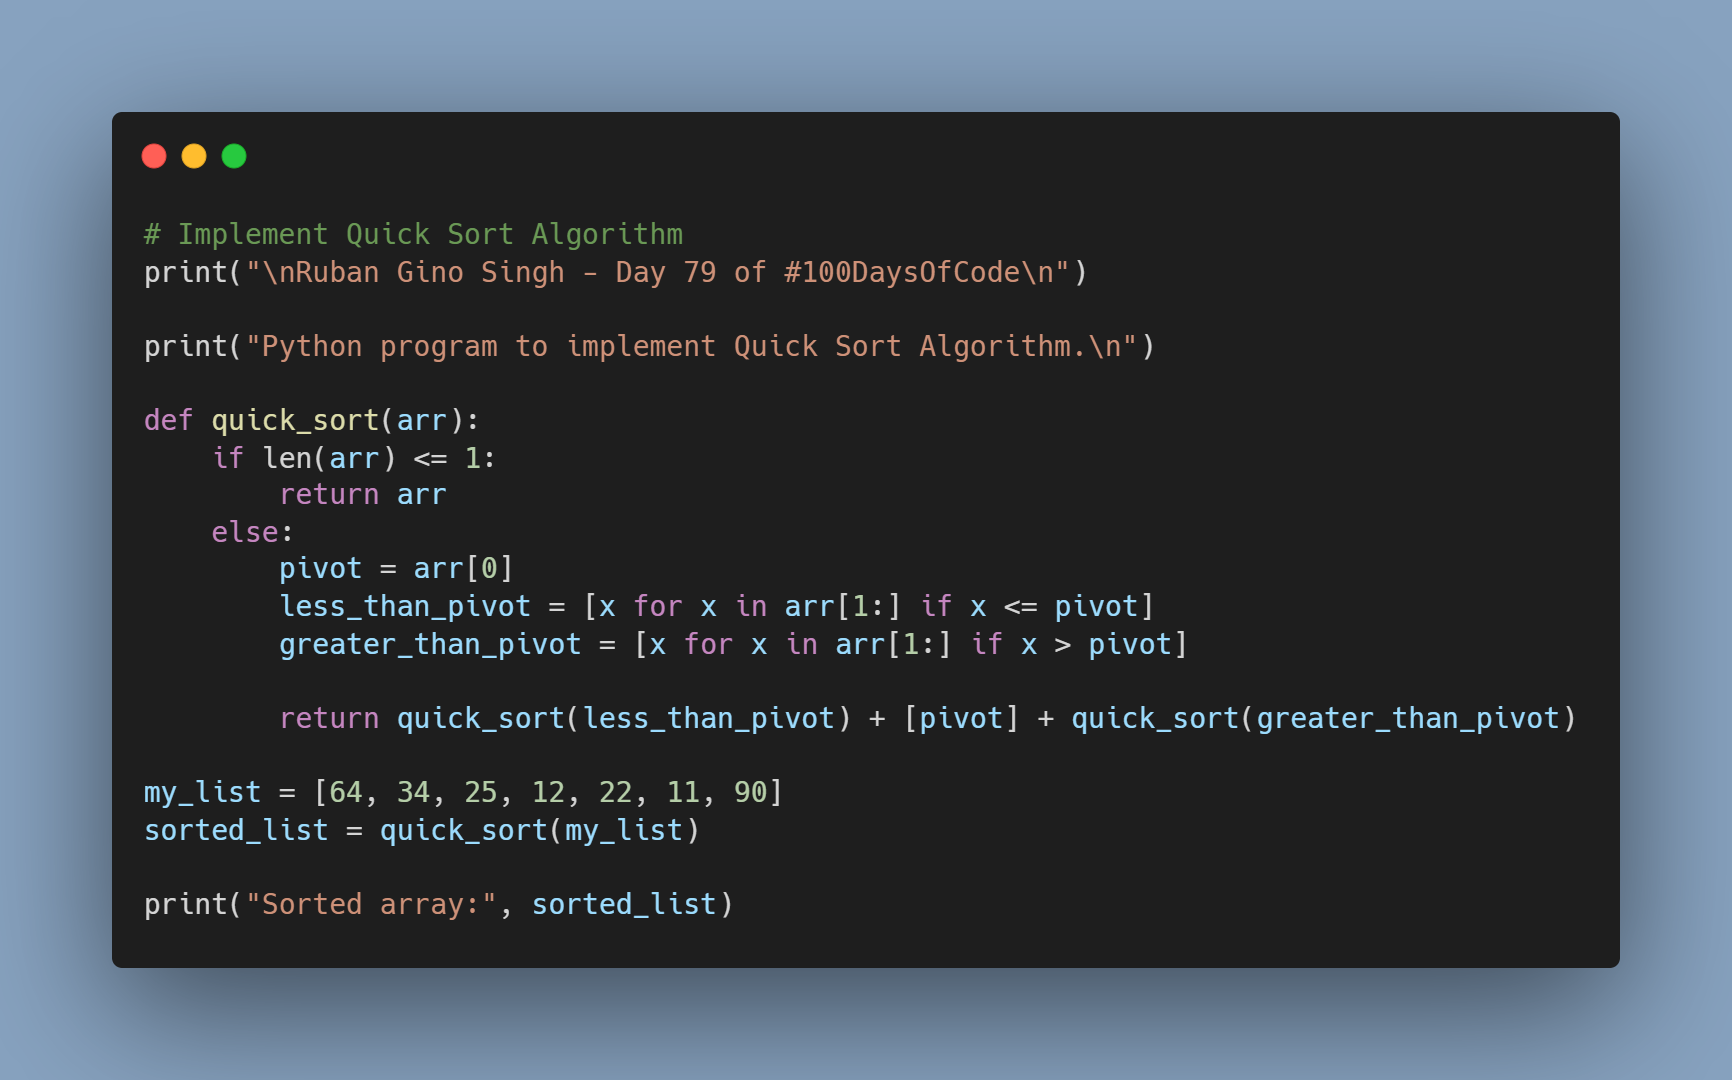 # Implement Quick Sort Algorithm
print("\nRuban Gino Singh - Day 79 of #100DaysOfCode\n")

print("Python program to implement Quick Sort Algorithm.\n")

def quick_sort(arr):
    if len(arr) <= 1:
        return arr
    else:
        pivot = arr[0]
        less_than_pivot = [x for x in arr[1:] if x <= pivot]
        greater_than_pivot = [x for x in arr[1:] if x > pivot]

        return quick_sort(less_than_pivot) + [pivot] + quick_sort(greater_than_pivot)

my_list = [64, 34, 25, 12, 22, 11, 90]
sorted_list = quick_sort(my_list)

print("Sorted array:", sorted_list)